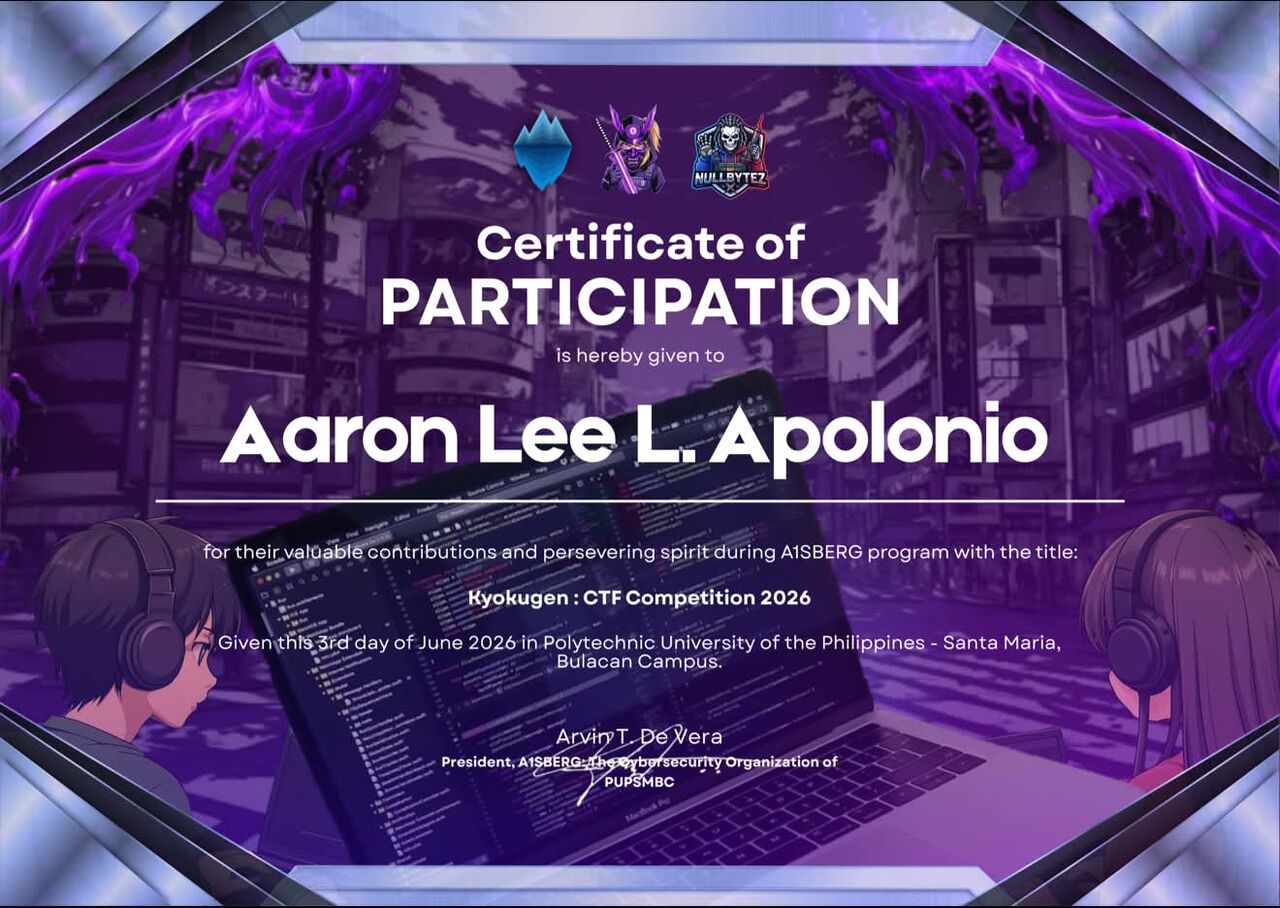 NULLBYTEZ
Certificate of
PARTICIPATION
is hereby given to
Aaron Lee L. Apolonio
for their valuable contributions and persevering spirit during A1SBERG program with the title:
Kyokugen : CTF Competition 2026
Given this 3rd day of June 2026 in Polytechnic University of the Philippines - Santa Maria,
Bulacan Campus.
Arvin T. De Vera
President, A1SBERG: The Cybersecurity Organization of
PUPSMBC
MacBook Pro